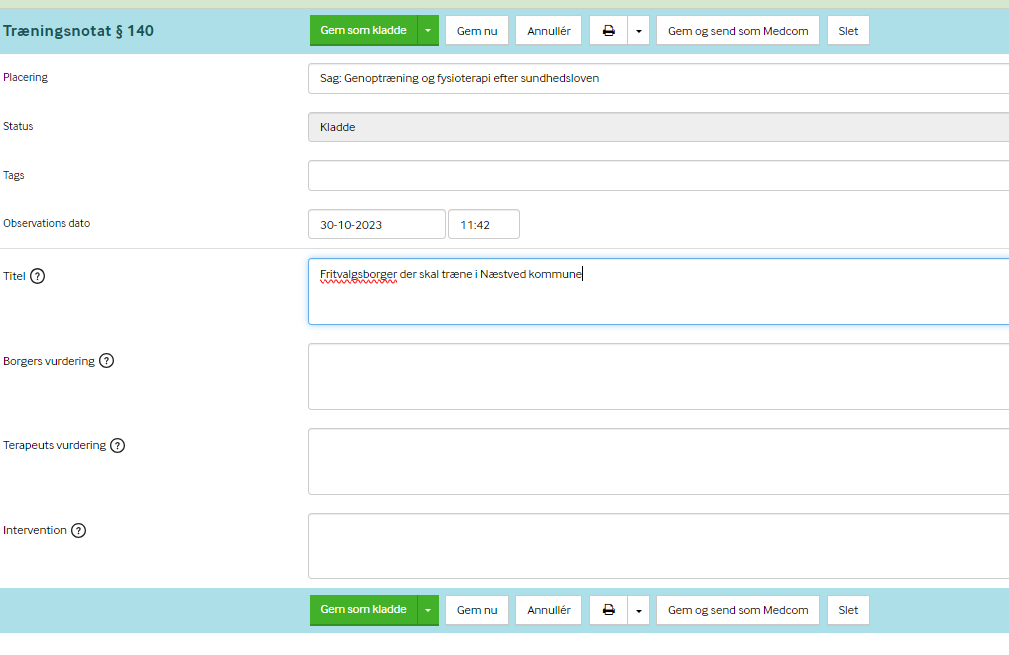 Træningsnotat § 140
Gem som kladde Gem nu Annullér Gem og send som Medcom Slet
Placering Sag: Genoptræning og fysioterapi efter sundhedsloven
Status Kladde
Tags
Observations dato 30-10-2023 11:42
Titel ? Fritvalgsborger der skal træne i Næstved kommune
Borgers vurdering ?
Terapeuts vurdering ?
Intervention ?
Gem som kladde Gem nu Annullér Gem og send som Medcom Slet